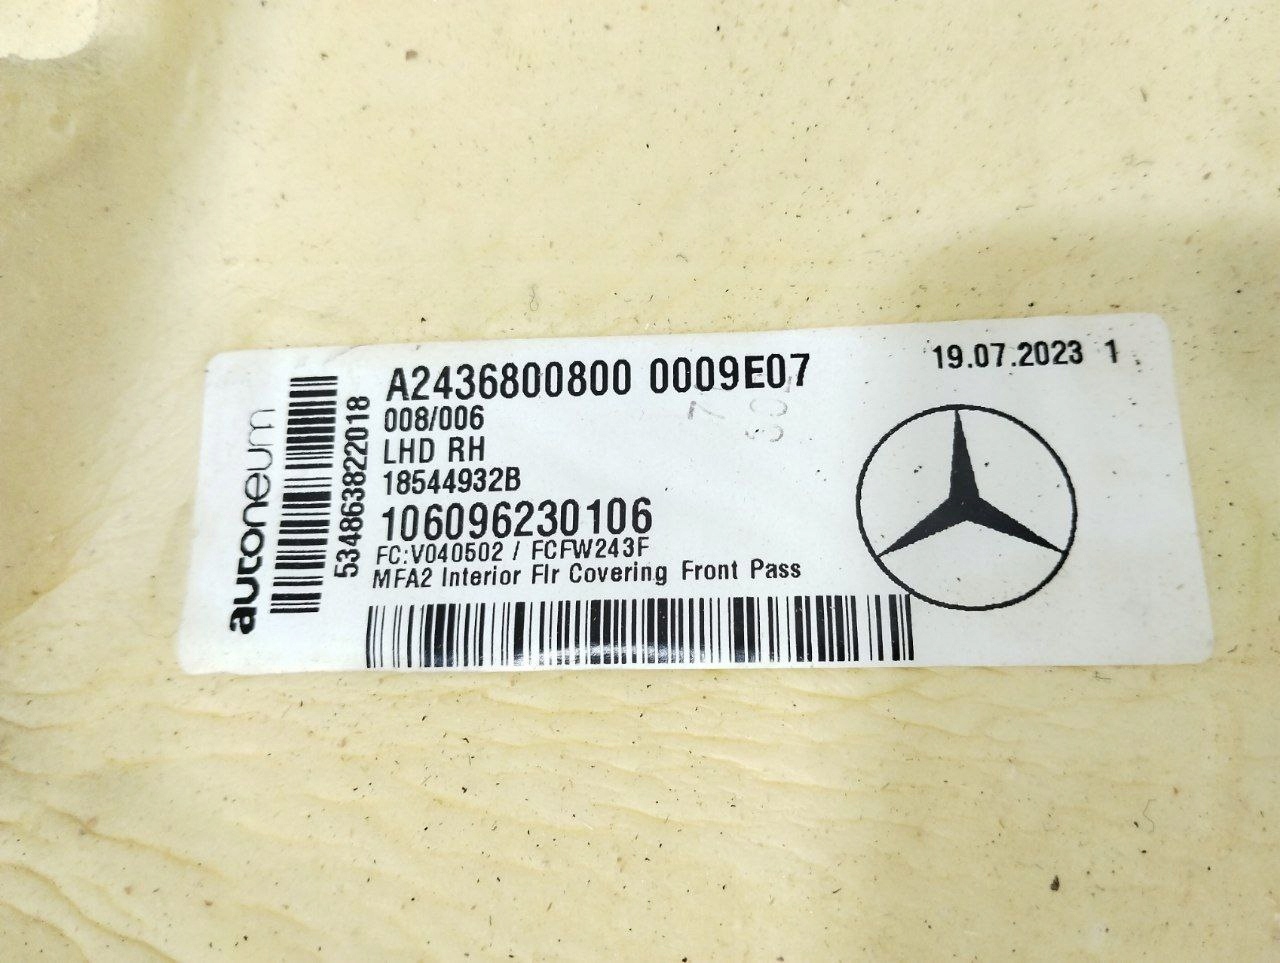 A2436800800 0009E07
19.07.2023 1
008/006
LHD RH
18544932B
106096230106
FC:V040502 / FCFW243F
MFA2 Interior Flr Covering Front Pass
autoneum
534863822018